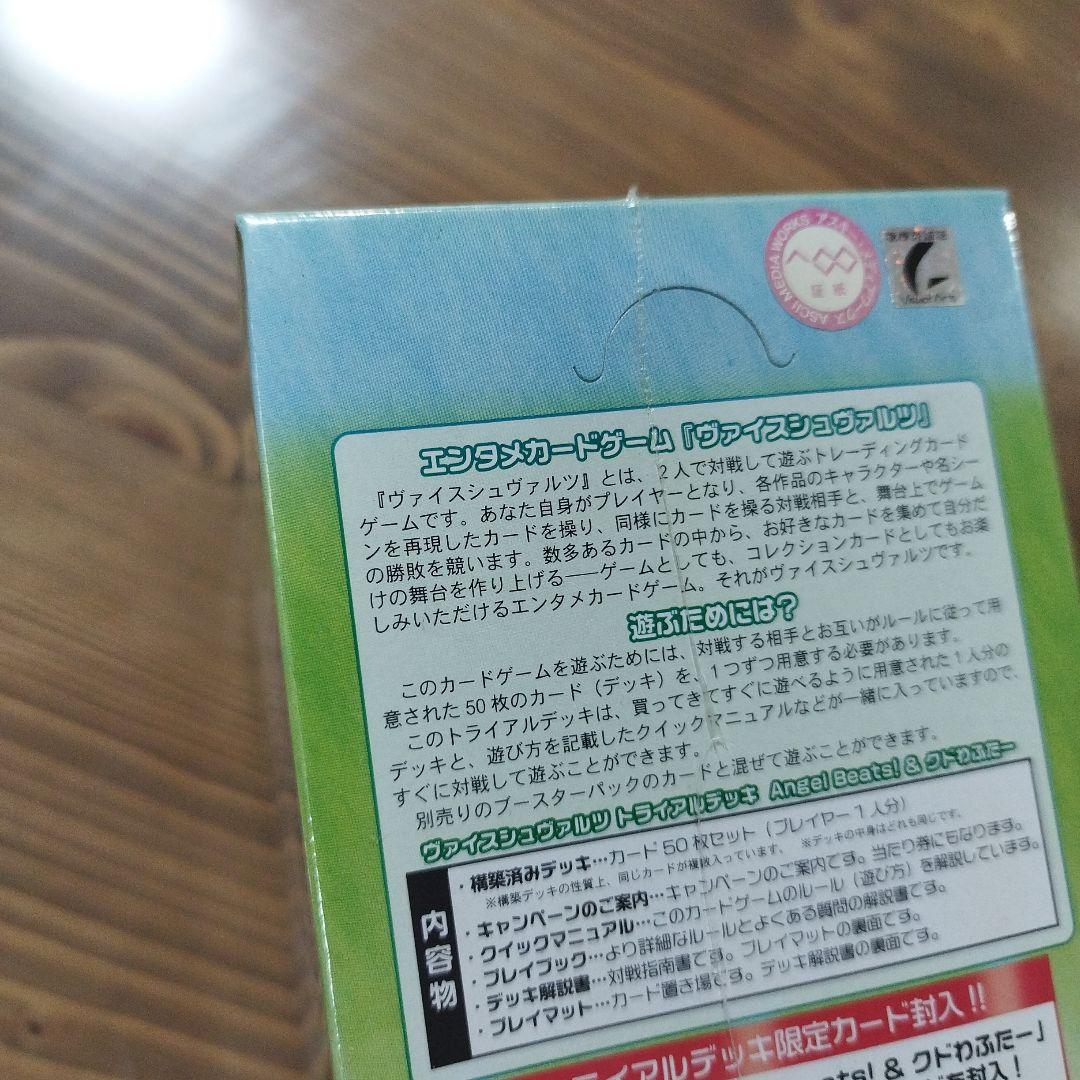 ASCII MEDIA WORKS アスキー・メディアワークス
証紙
Visual Arts
エンタメカードゲーム『ヴァイスシュヴァルツ』
『ヴァイスシュヴァルツ』とは、2人で対戦して遊ぶトレーディングカード
ゲームです。あなた自身がプレイヤーとなり、各作品のキャラクターや名シー
ンを再現したカードを操り、同様にカードを操る対戦相手と、舞台上でゲーム
の勝敗を競います。数多あるカードの中から、お好きなカードを集めて自分だ
けの舞台を作り上げる――ゲームとしても、コレクションカードとしてもお楽
しみいただけるエンタメカードゲーム。それがヴァイスシュヴァルツです。
遊ぶためには?
このカードゲームを遊ぶためには、対戦する相手とお互いがルールに従って用
意された50枚のカード(デッキ)を、1つずつ用意する必要があります。
このトライアルデッキは、買ってきてすぐに遊べるように用意された1人分の
デッキと、遊び方を記載したクイックマニュアルなどが一緒に入っていますので、
すぐに対戦して遊ぶことができます。
別売りのブースターパックのカードと混ぜて遊ぶことができます。
ヴァイスシュヴァルツ トライアルデッキ Angel Beats! & クドわふたー
内容物
・構築済みデッキ…カード50枚セット(プレイヤー1人分)
※構築デッキの性質上、同じカードが複数入っています。 ※デッキの中身はどれも同じです。
・キャンペーンのご案内…キャンペーンのご案内です。当たり券にもなります。
・クイックマニュアル…このカードゲームのルール(遊び方)を解説しています。
・プレイブック…より詳細なルールとよくある質問の解説書です。
・デッキ解説書…対戦指南書です。プレイマットの裏面です。
・プレイマット…カード置き場です。デッキ解説書の裏面です。
トライアルデッキ限定カード封入!!
Beats! & クドわふたー」
を封入!